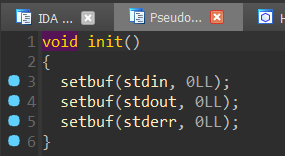 IDA ...
Pseudo...
H
1 void init()
2 {
3 setbuf(stdin, 0LL);
4 setbuf(stdout, 0LL);
5 setbuf(stderr, 0LL);
6 }